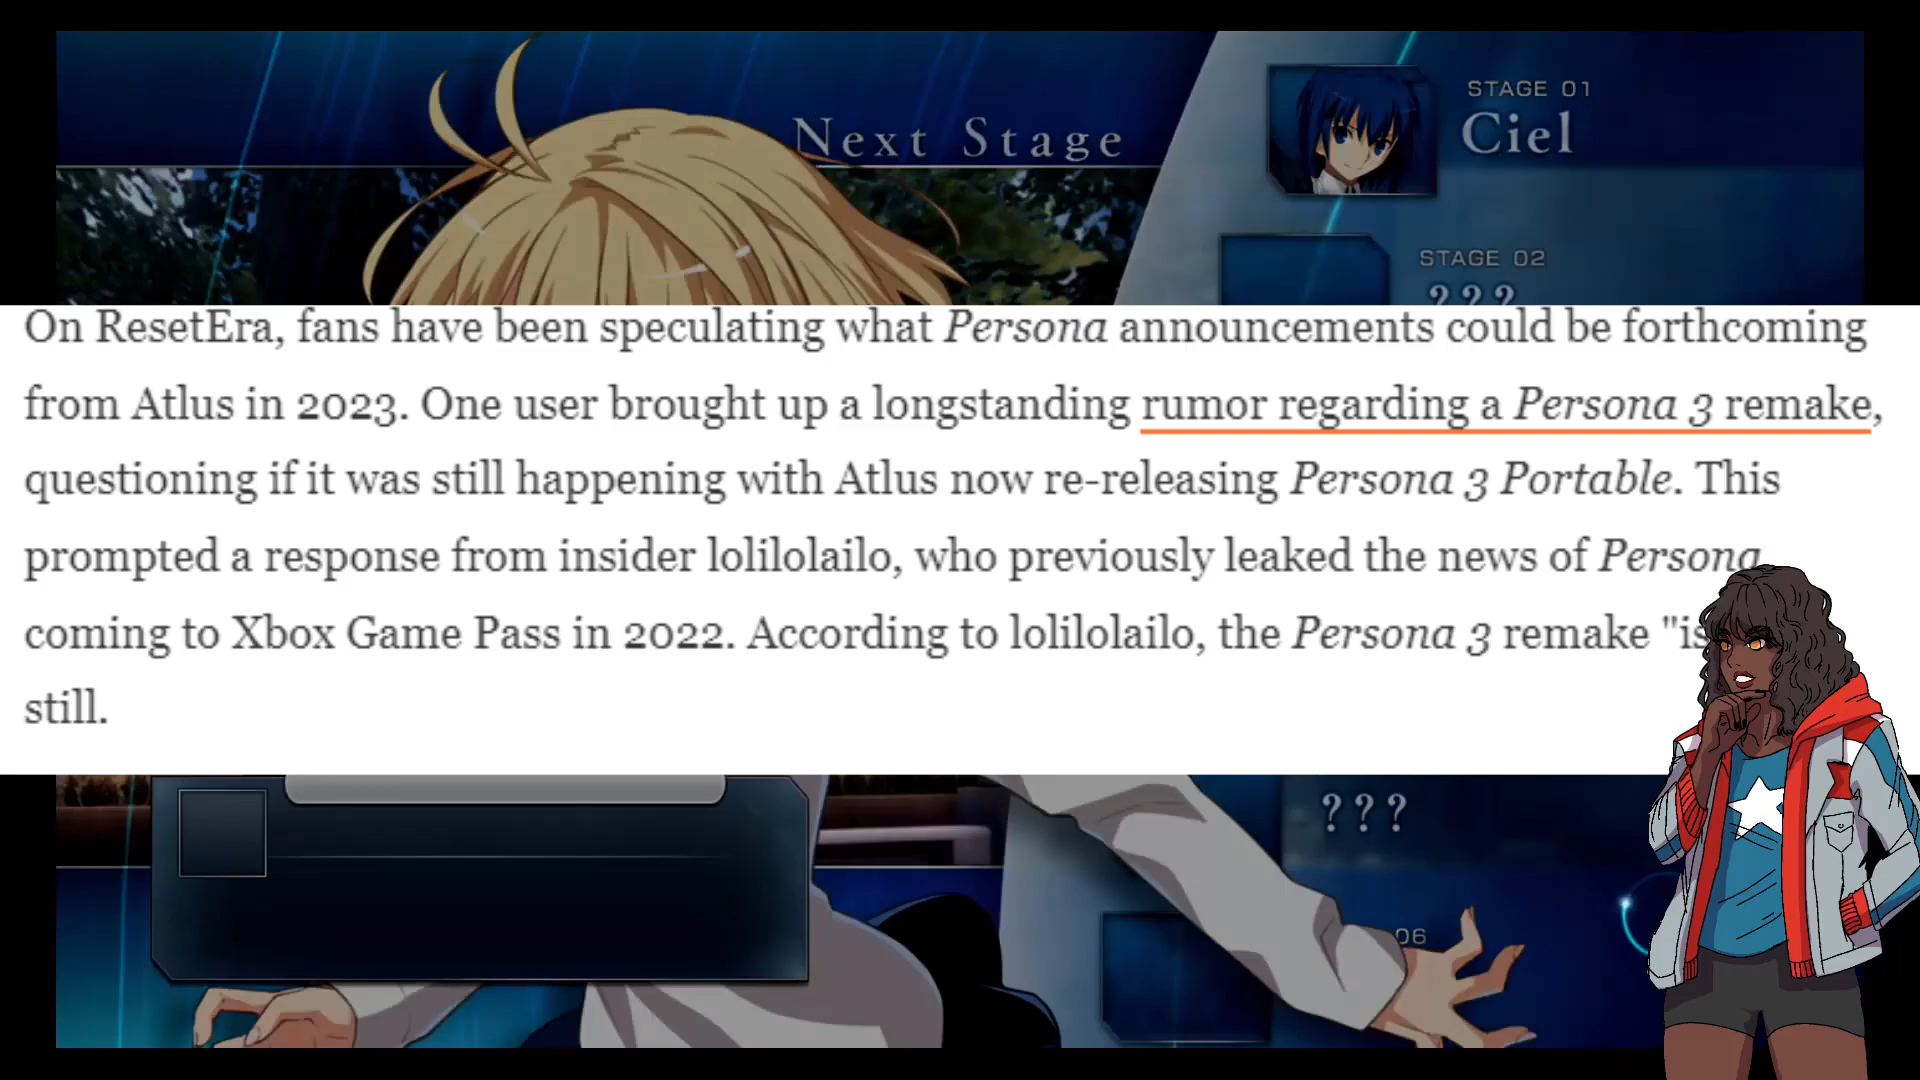 Next Stage
STAGE 01
Ciel
STAGE 02
???
On ResetEra, fans have been speculating what Persona announcements could be forthcoming
from Atlus in 2023. One user brought up a longstanding rumor regarding a Persona 3 remake,
questioning if it was still happening with Atlus now re-releasing Persona 3 Portable. This
prompted a response from insider lolilolailo, who previously leaked the news of Persona
coming to Xbox Game Pass in 2022. According to lolilolailo, the Persona 3 remake "is
still.
???
06